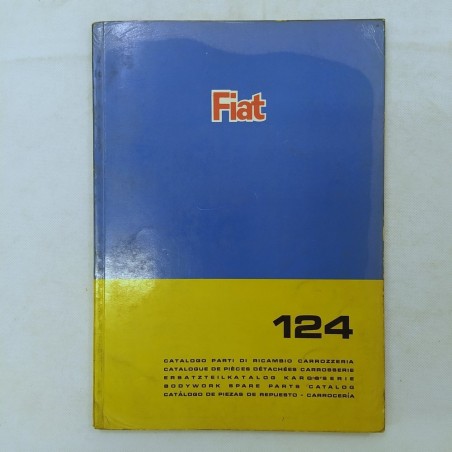 Fiat
124
CATALOGO PARTI DI RICAMBIO CARROZZERIA
CATALOGUE DE PIÈCES DÉTACHÉES CARROSSERIE
ERSATZTEILKATALOG KAROSSERIE
BODYWORK SPARE PARTS CATALOG
CATÁLOGO DE PIEZAS DE REPUESTO - CARROCERÍA